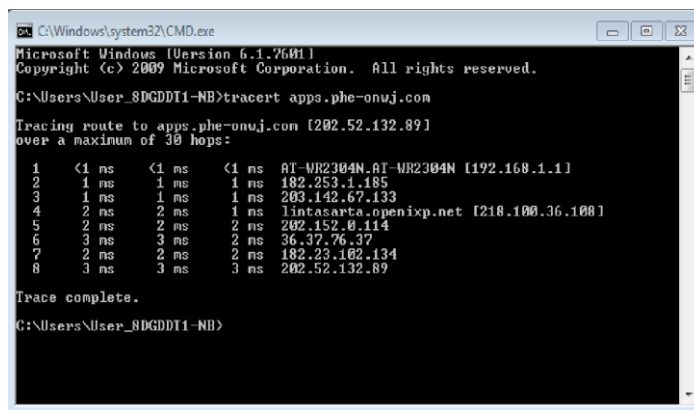 C:\Windows\system32\CMD.exe
Microsoft Windows [Version 6.1.7601]
Copyright (c) 2009 Microsoft Corporation.  All rights reserved.
C:\Users\User_8DGDDT1-NB>tracert apps.phe-onwj.com
Tracing route to apps.phe-onwj.com [202.52.132.89]
over a maximum of 30 hops:
1    <1 ms    <1 ms    <1 ms  AT-WR2304N.AT-WR2304N [192.168.1.1]
2     1 ms     1 ms     1 ms  182.253.1.185
3     1 ms     1 ms     1 ms  203.142.67.133
4     2 ms     2 ms     1 ms  lintasarta.openixp.net [218.100.36.108]
5     2 ms     2 ms     2 ms  202.152.0.114
6     3 ms     3 ms     2 ms  36.37.76.37
7     2 ms     2 ms     2 ms  182.23.102.134
8     3 ms     3 ms     3 ms  202.52.132.89
Trace complete.
C:\Users\User_8DGDDT1-NB>